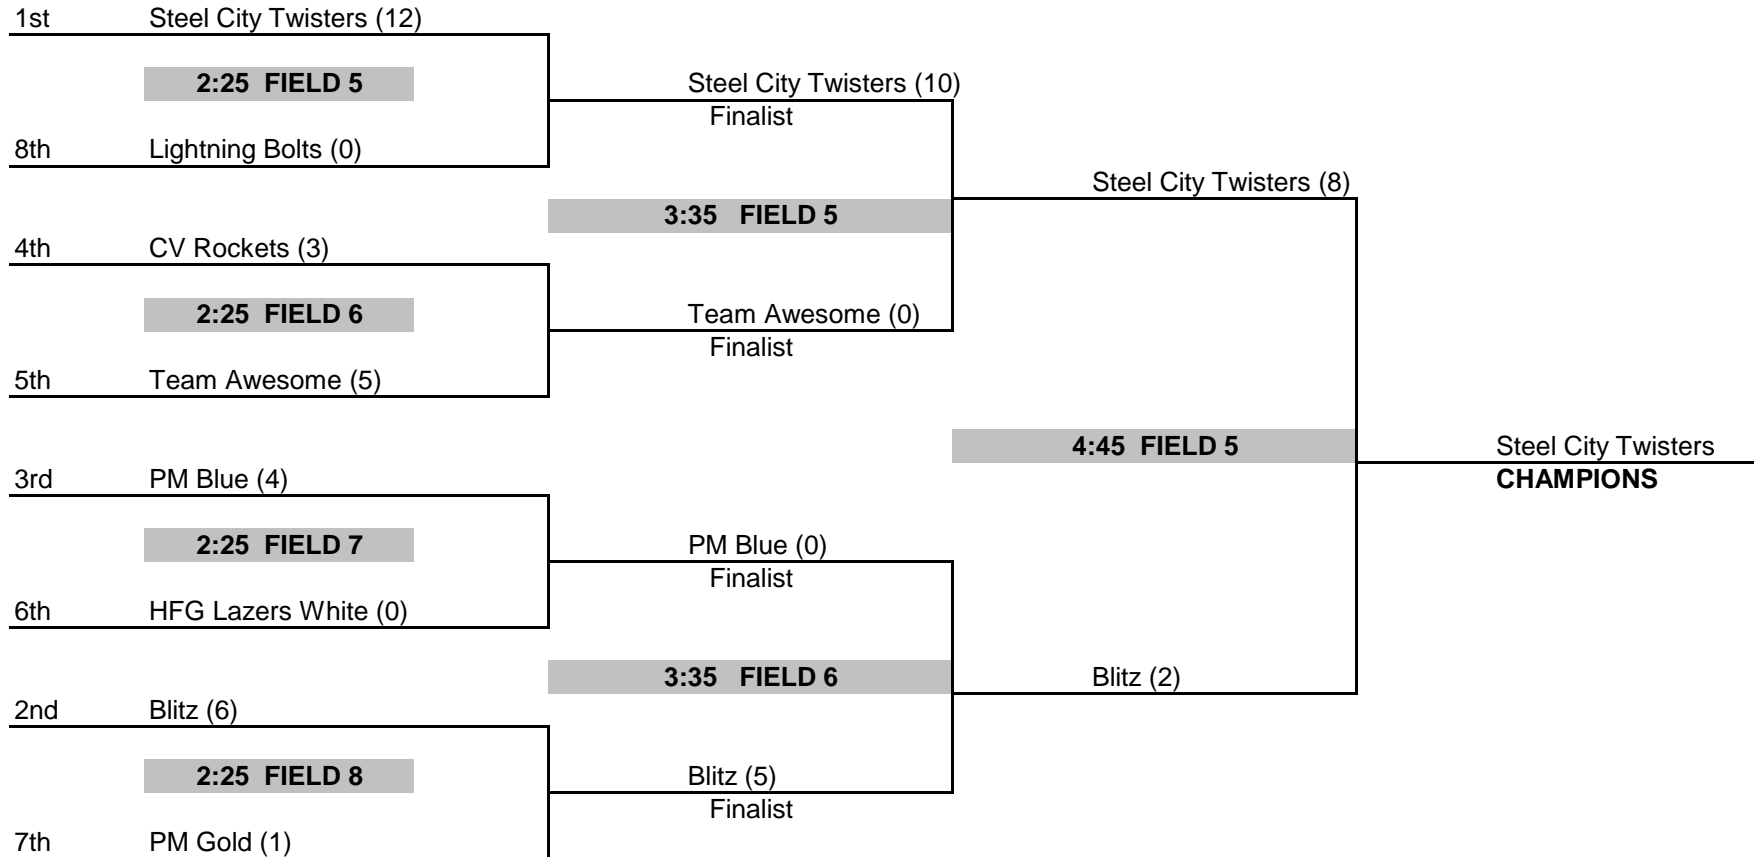 1st Steel City Twisters (12)
2:25 FIELD 5
Steel City Twisters (10)
Finalist
8th Lightning Bolts (0)
Steel City Twisters (8)
3:35 FIELD 5
4th CV Rockets (3)
2:25 FIELD 6
Team Awesome (0)
Finalist
5th Team Awesome (5)
4:45 FIELD 5
Steel City Twisters
CHAMPIONS
3rd PM Blue (4)
2:25 FIELD 7
PM Blue (0)
Finalist
6th HFG Lazers White (0)
3:35 FIELD 6
Blitz (2)
2nd Blitz (6)
2:25 FIELD 8
Blitz (5)
Finalist
7th PM Gold (1)